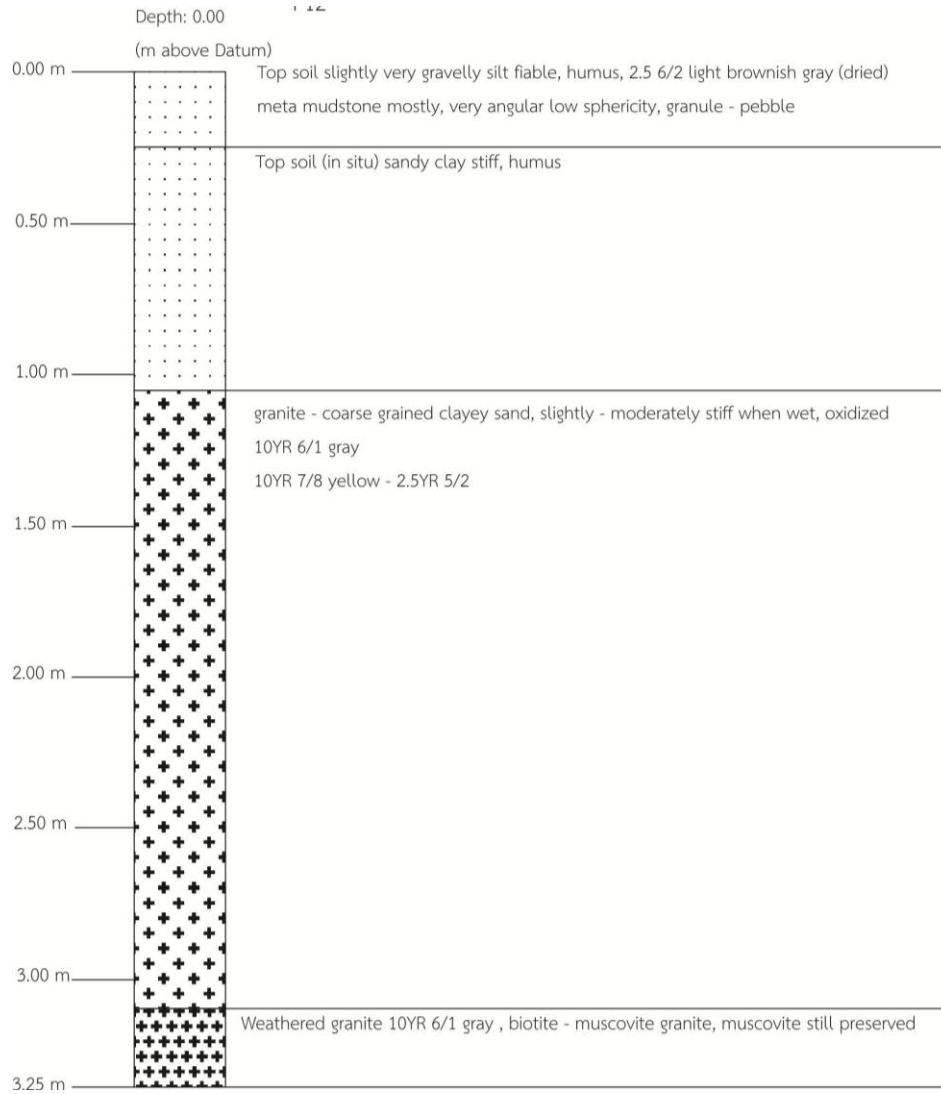 Depth: 0.00
(m above Datum)
0.00 m
Top soil slightly very gravelly silt fiable, humus, 2.5 6/2 light brownish gray (dried)
meta mudstone mostly, very angular low sphericity, granule - pebble
Top soil (in situ) sandy clay stiff, humus
0.50 m
1.00 m
granite - coarse grained clayey sand, slightly - moderately stiff when wet, oxidized
10YR 6/1 gray
10YR 7/8 yellow - 2.5YR 5/2
1.50 m
2.00 m
2.50 m
3.00 m
Weathered granite 10YR 6/1 gray , biotite - muscovite granite, muscovite still preserved
3.25 m